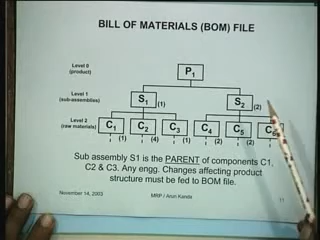 BILL OF MATERIALS (BOM) FILE
Level 0
(product)
P1
Level 1
(sub-assemblies)
S1 (1)
S2 (2)
Level 2
(raw materials)
C1 C2 C3 C4 C5
(1) (4) (1) (2) (2)
Sub assembly S1 is the PARENT of components C1,
C2 & C3. Any engg. Changes affecting product
structure must be fed to BOM file.
November 14, 2003 MRP / Arun Kanda 11